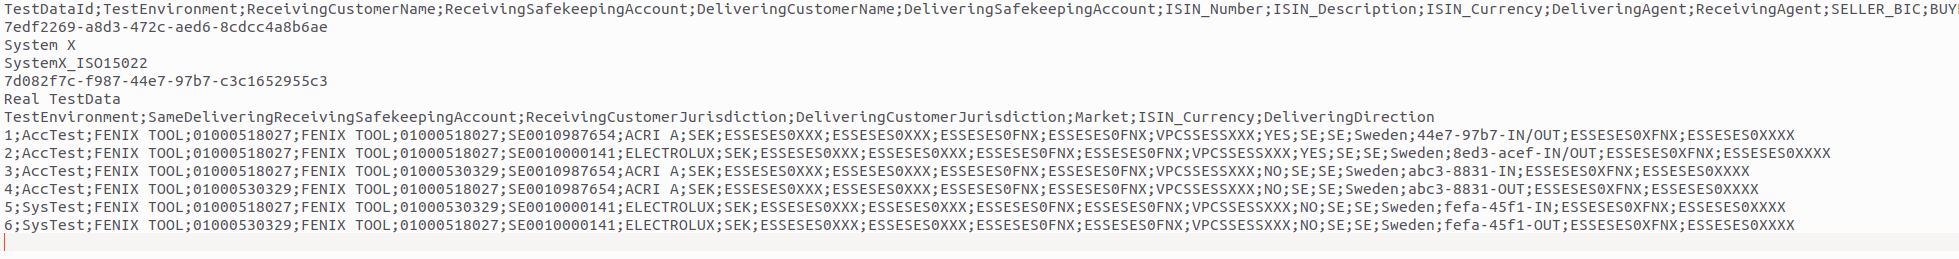 TestDataId;TestEnvironment;ReceivingCustomerName;ReceivingSafekeepingAccount;DeliveringCustomerName;DeliveringSafekeepingAccount;ISIN_Number;ISIN_Description;ISIN_Currency;DeliveringAgent;ReceivingAgent;SELLER_BIC;BUY
7edf2269-a8d3-472c-aed6-8cdcc4a8b6ae
System X
SystemX_ISO15022
7d082f7c-f987-44e7-97b7-c3c1652955c3
Real TestData
TestEnvironment;SameDeliveringReceivingSafekeepingAccount;ReceivingCustomerJurisdiction;DeliveringCustomerJurisdiction;Market;ISIN_Currency;DeliveringDirection
1;AccTest;FENIX TOOL;01000518027;FENIX TOOL;01000518027;SE0010987654;ACRI A;SEK;ESSESES0XXX;ESSESES0XXX;ESSESES0FNX;ESSESES0FNX;VPCSSESSXXX;YES;SE;SE;Sweden;44e7-97b7-IN/OUT;ESSESES0XFNX;ESSESES0XXXX
2;AccTest;FENIX TOOL;01000518027;FENIX TOOL;01000518027;SE0010000141;ELECTROLUX;SEK;ESSESES0XXX;ESSESES0XXX;ESSESES0FNX;ESSESES0FNX;VPCSSESSXXX;YES;SE;SE;Sweden;8ed3-acef-IN/OUT;ESSESES0XFNX;ESSESES0XXXX
3;AccTest;FENIX TOOL;01000518027;FENIX TOOL;01000530329;SE0010987654;ACRI A;SEK;ESSESES0XXX;ESSESES0XXX;ESSESES0FNX;ESSESES0FNX;VPCSSESSXXX;NO;SE;SE;Sweden;abc3-8831-IN;ESSESES0XFNX;ESSESES0XXXX
4;AccTest;FENIX TOOL;01000530329;FENIX TOOL;01000518027;SE0010987654;ACRI A;SEK;ESSESES0XXX;ESSESES0XXX;ESSESES0FNX;ESSESES0FNX;VPCSSESSXXX;NO;SE;SE;Sweden;abc3-8831-OUT;ESSESES0XFNX;ESSESES0XXXX
5;SysTest;FENIX TOOL;01000518027;FENIX TOOL;01000530329;SE0010000141;ELECTROLUX;SEK;ESSESES0XXX;ESSESES0XXX;ESSESES0FNX;ESSESES0FNX;VPCSSESSXXX;NO;SE;SE;Sweden;fefa-45f1-IN;ESSESES0XFNX;ESSESES0XXXX
6;SysTest;FENIX TOOL;01000530329;FENIX TOOL;01000518027;SE0010000141;ELECTROLUX;SEK;ESSESES0XXX;ESSESES0XXX;ESSESES0FNX;ESSESES0FNX;VPCSSESSXXX;NO;SE;SE;Sweden;fefa-45f1-OUT;ESSESES0XFNX;ESSESES0XXXX